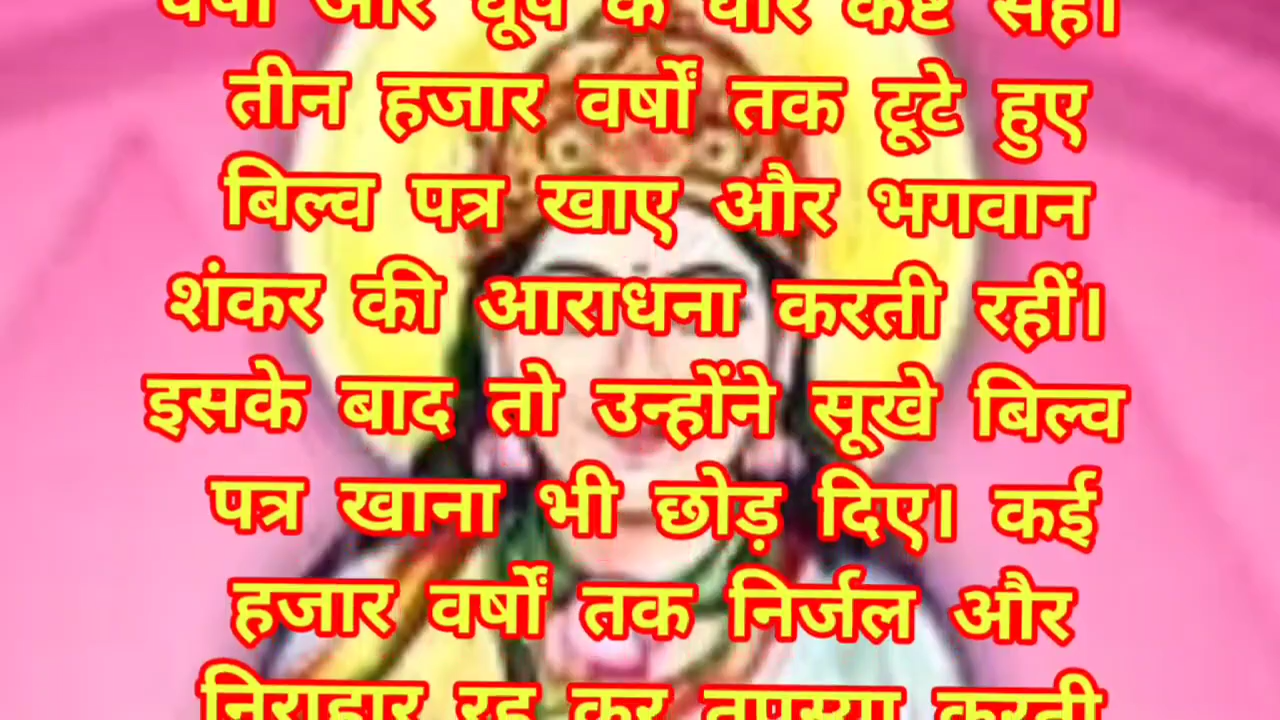 वर्षा और धूप के घोर कष्ट सहे।
तीन हजार वर्षों तक टूटे हुए
बिल्व पत्र खाए और भगवान
शंकर की आराधना करती रहीं।
इसके बाद तो उन्होंने सूखे बिल्व
पत्र खाना भी छोड़ दिए। कई
हजार वर्षों तक निर्जल और
निराहार रह कर तपस्या करती